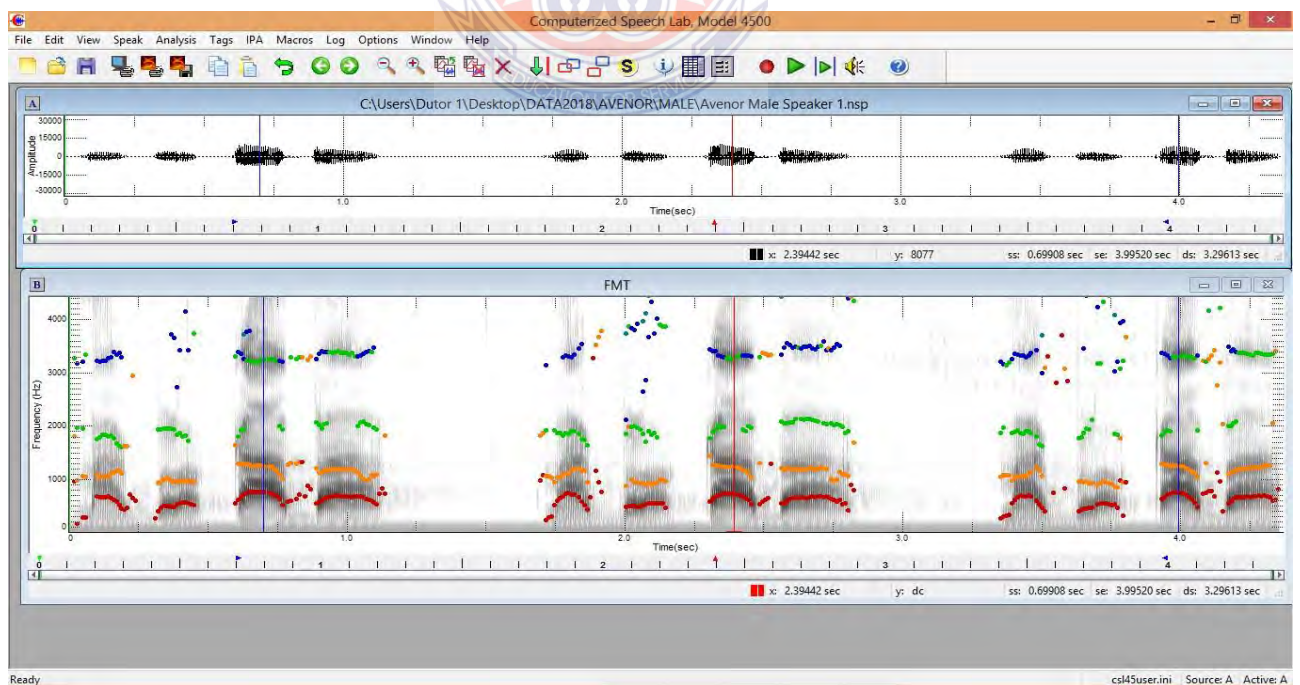 Computerized Speech Lab, Model 4500
File Edit View Speak Analysis Tags IPA Macros Log Options Window Help
S
EDUCATION FOR SERVICE
A
C:\Users\Dutor 1\Desktop\DATA2018\AVENOR\MALE\Avenor Male Speaker 1.nsp
30000
15000
0
-15000
-30000
Amplitude
0 1.0 2.0 3.0 4.0
Time(sec)
0 1 2 3 4
x: 2.39442 sec y: 8077 ss: 0.69908 sec se: 3.99520 sec ds: 3.29613 sec
B
FMT
4000
3000
2000
1000
0
Frequency (Hz)
0 1.0 2.0 3.0 4.0
Time(sec)
0 1 2 3 4
x: 2.39442 sec y: dc ss: 0.69908 sec se: 3.99520 sec ds: 3.29613 sec
Ready csl45user.ini Source: A Active: A